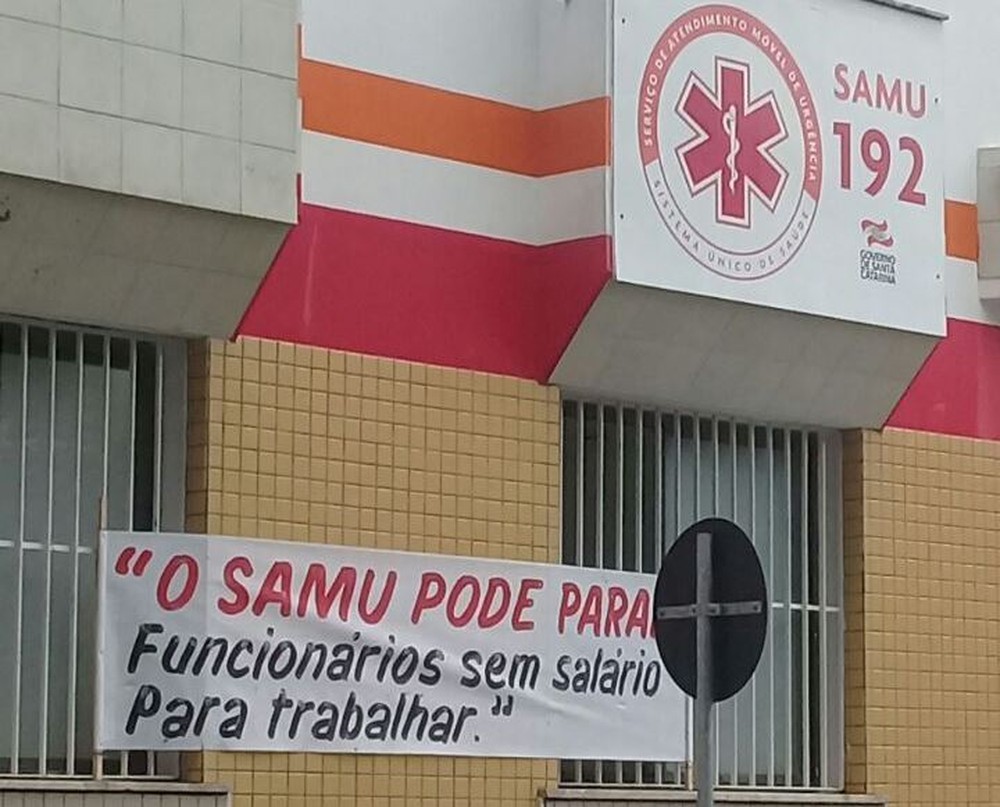 SERVIÇO DE ATENDIMENTO MÓVEL DE URGÊNCIA
SISTEMA ÚNICO DE SAÚDE
SAMU
192
GOVERNO
DE SANTA
CATARINA
"O SAMU PODE PARA
Funcionários sem salário
Para trabalhar."